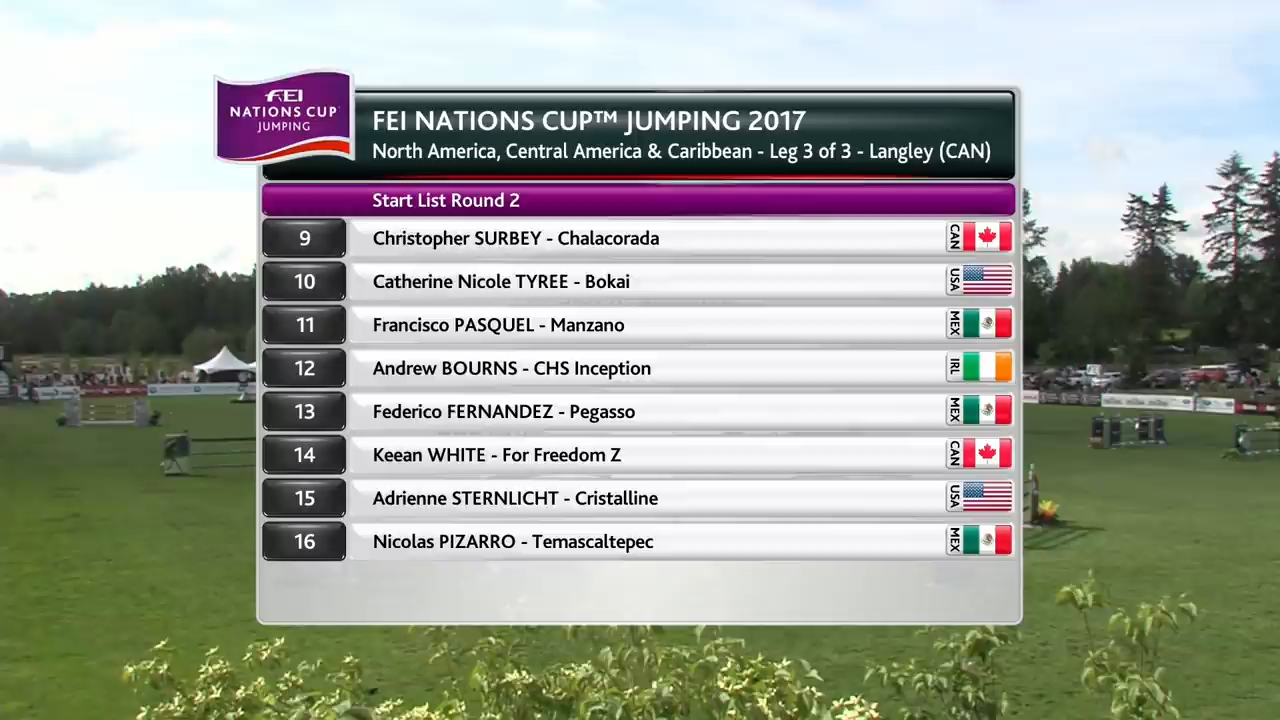 FEI
NATIONS CUP
JUMPING
FEI NATIONS CUP™ JUMPING 2017
North America, Central America & Caribbean - Leg 3 of 3 - Langley (CAN)
Start List Round 2
9 Christopher SURBEY - Chalacorada CAN
10 Catherine Nicole TYREE - Bokai USA
11 Francisco PASQUEL - Manzano MEX
12 Andrew BOURNS - CHS Inception IRL
13 Federico FERNANDEZ - Pegasso MEX
14 Keean WHITE - For Freedom Z CAN
15 Adrienne STERNLICHT - Cristalline USA
16 Nicolas PIZARRO - Temascaltepec MEX